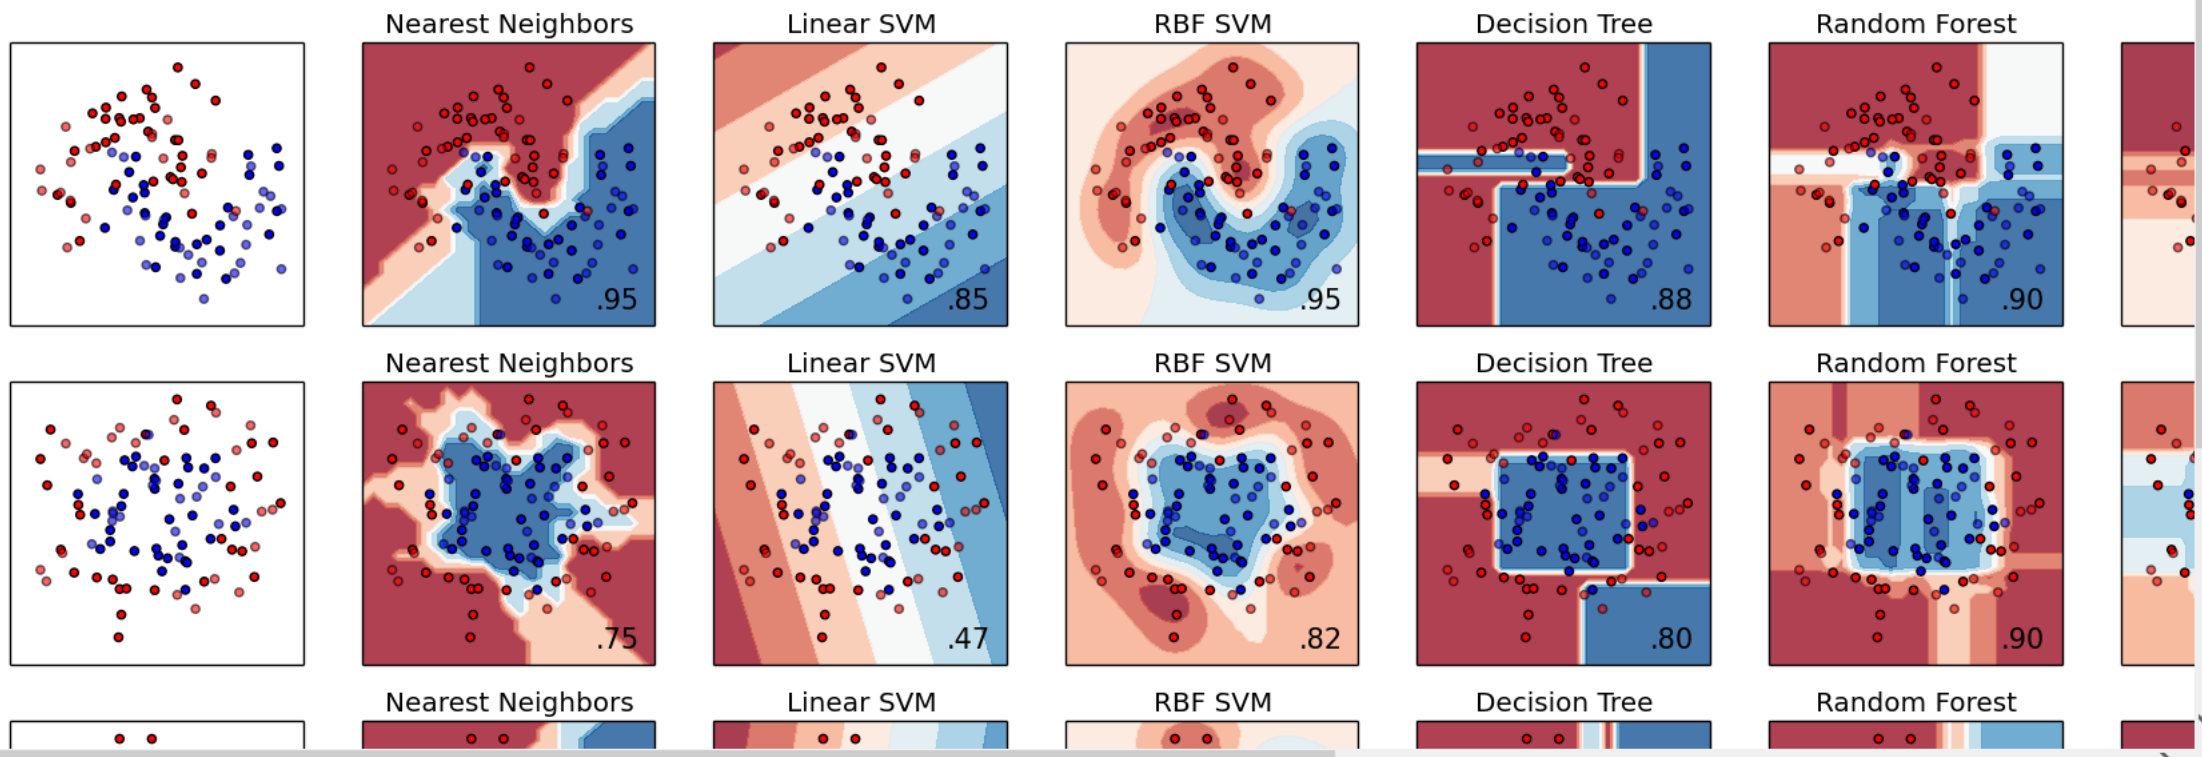 Nearest Neighbors Linear SVM RBF SVM Decision Tree Random Forest
.95 .85 .95 .88 .90
Nearest Neighbors Linear SVM RBF SVM Decision Tree Random Forest
.75 .47 .82 .80 .90
Nearest Neighbors Linear SVM RBF SVM Decision Tree Random Forest